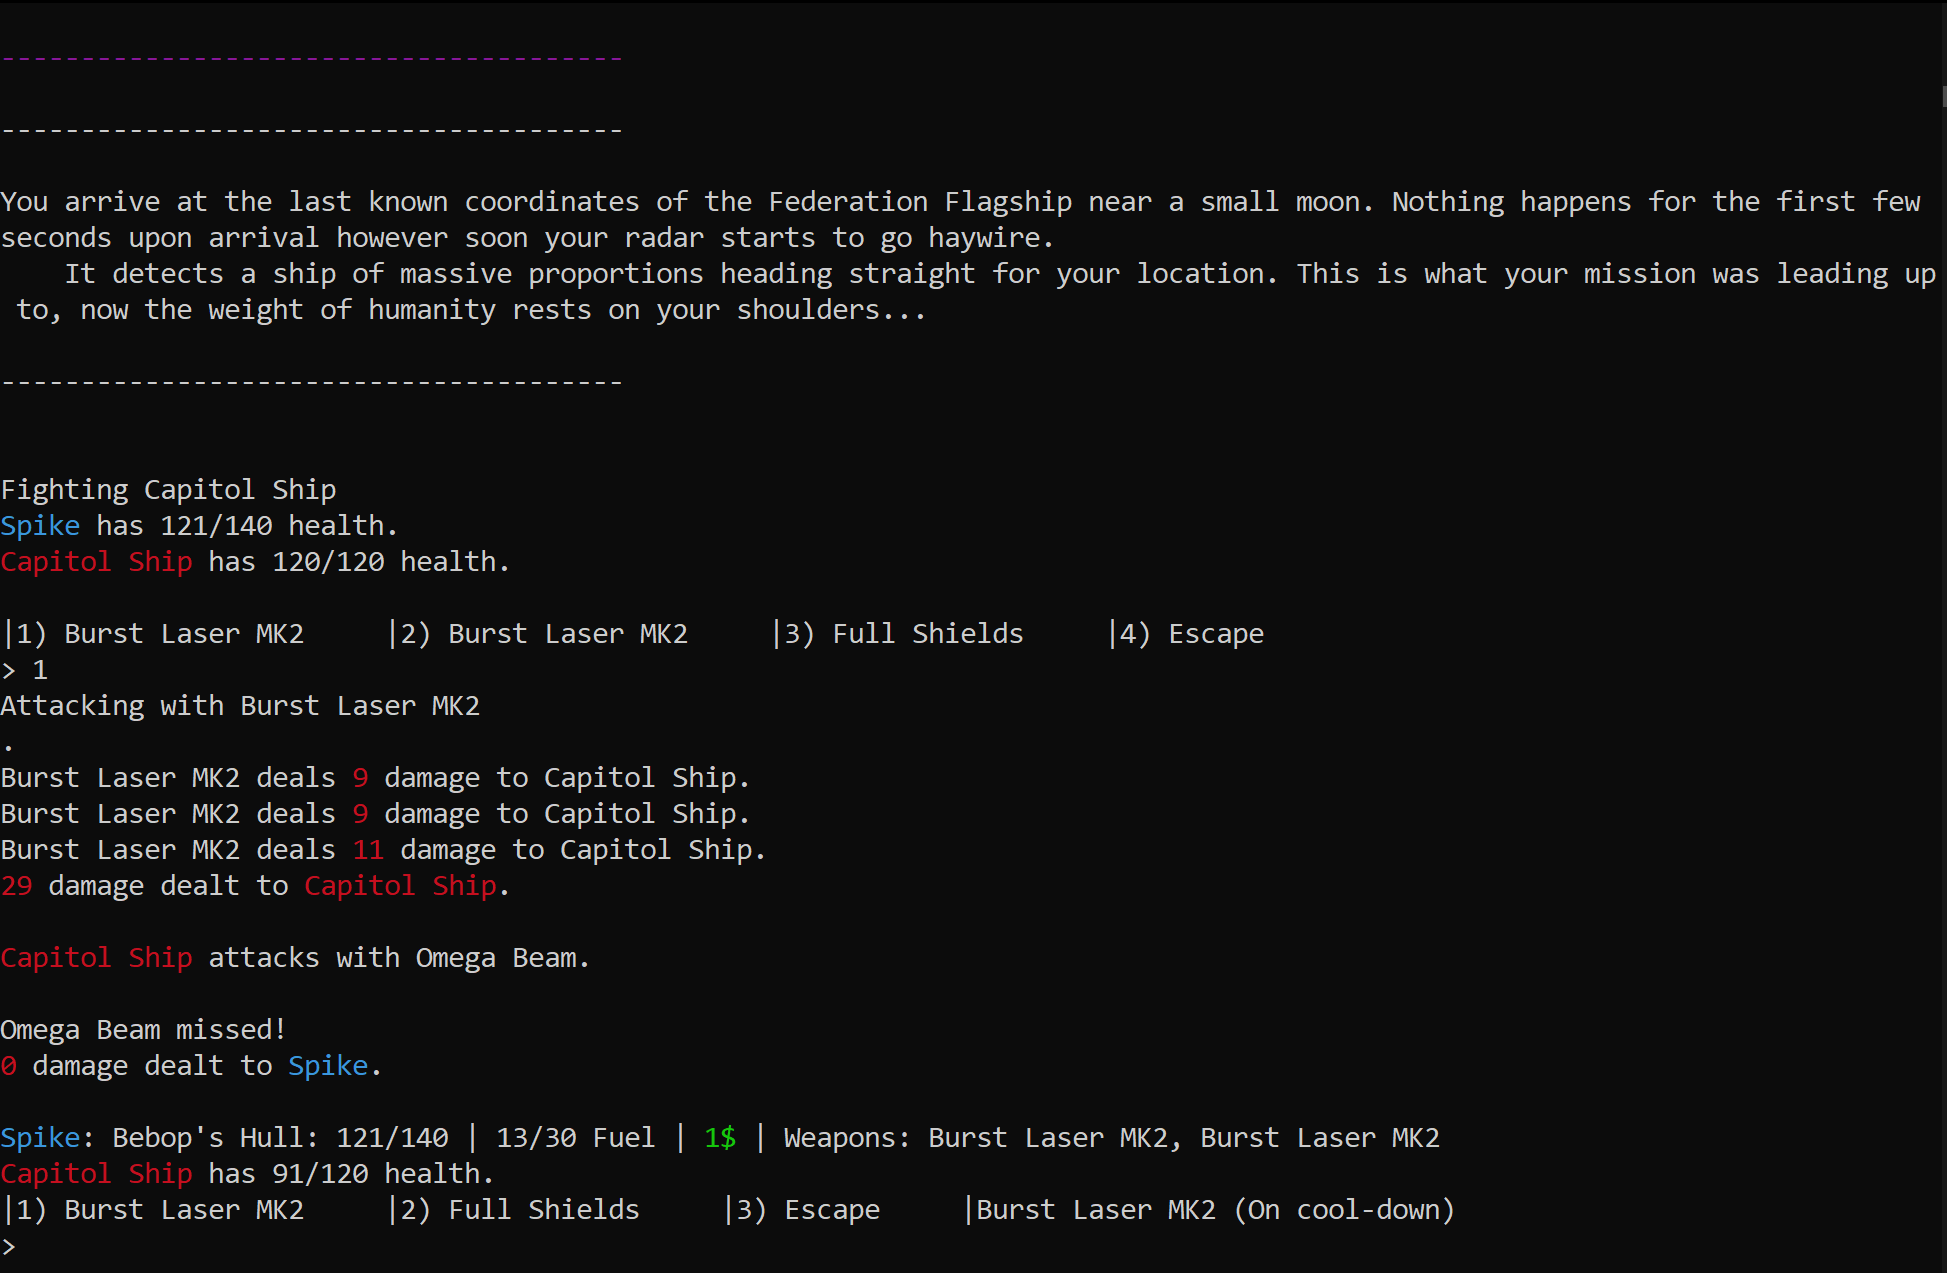 ---------------------------------------
---------------------------------------
You arrive at the last known coordinates of the Federation Flagship near a small moon. Nothing happens for the first few
seconds upon arrival however soon your radar starts to go haywire.
    It detects a ship of massive proportions heading straight for your location. This is what your mission was leading up
 to, now the weight of humanity rests on your shoulders...
---------------------------------------
Fighting Capitol Ship
Spike has 121/140 health.
Capitol Ship has 120/120 health.
|1) Burst Laser MK2     |2) Burst Laser MK2     |3) Full Shields     |4) Escape
> 1
Attacking with Burst Laser MK2
.
Burst Laser MK2 deals 9 damage to Capitol Ship.
Burst Laser MK2 deals 9 damage to Capitol Ship.
Burst Laser MK2 deals 11 damage to Capitol Ship.
29 damage dealt to Capitol Ship.
Capitol Ship attacks with Omega Beam.
Omega Beam missed!
0 damage dealt to Spike.
Spike: Bebop's Hull: 121/140 | 13/30 Fuel | 1$ | Weapons: Burst Laser MK2, Burst Laser MK2
Capitol Ship has 91/120 health.
|1) Burst Laser MK2     |2) Full Shields     |3) Escape     |Burst Laser MK2 (On cool-down)
>